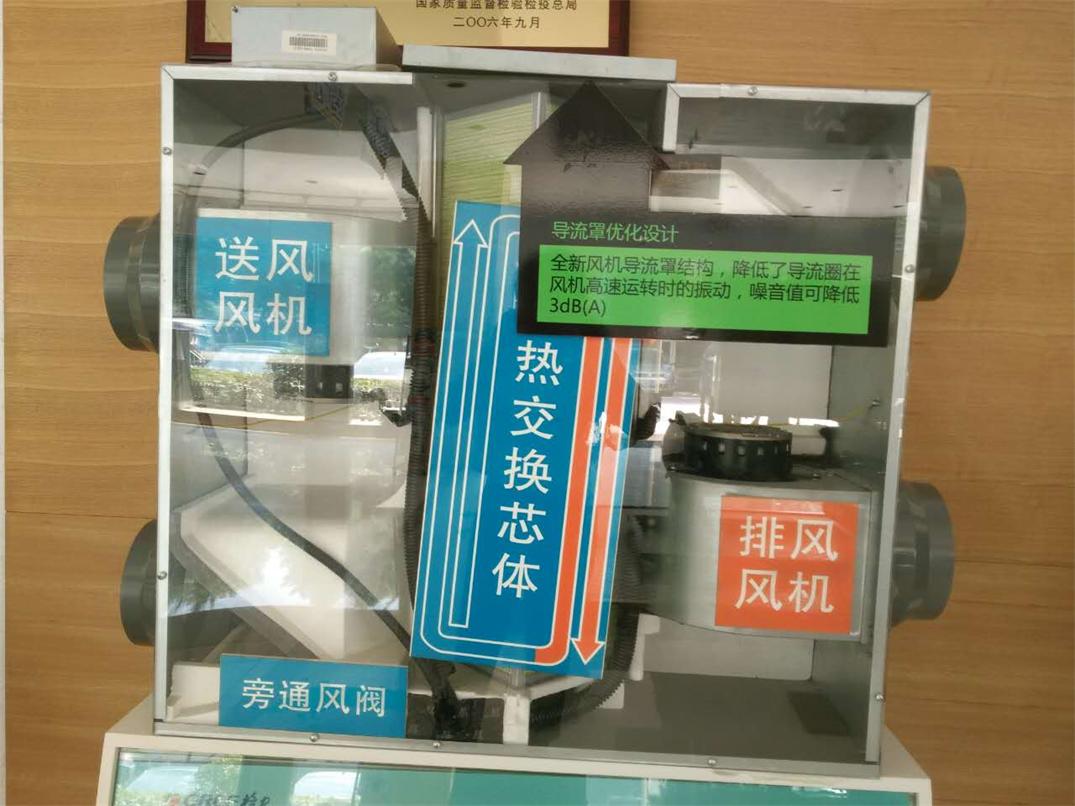 国家质量监督检验检疫总局
二〇〇六年九月
导流罩优化设计
全新风机导流罩结构，降低了导流圈在
风机高速运转时的振动，噪音值可降低
3dB(A)
送风
风机
热交换芯体
排风
风机
旁通风阀